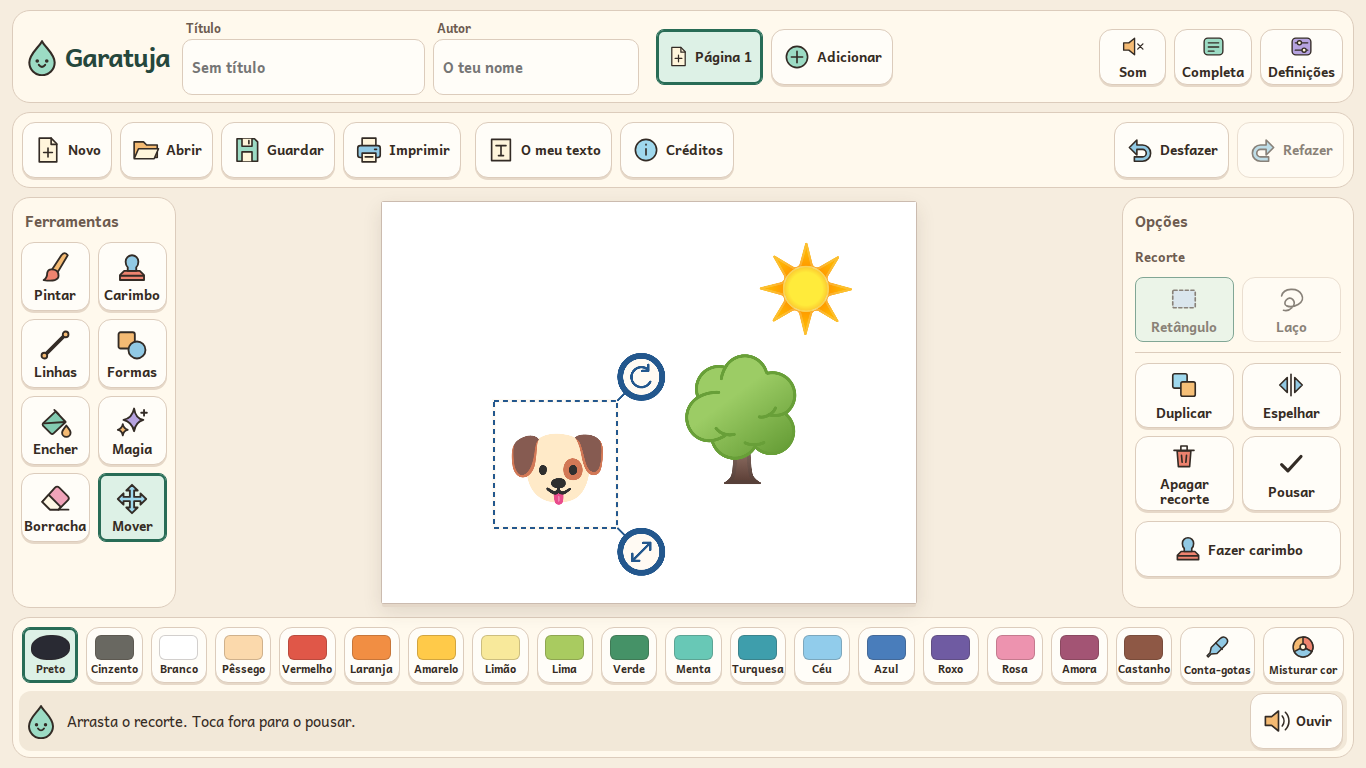 Garatuja
Título
Sem título
Autor
O teu nome
Página 1
Adicionar
Som
Completa
Definições
Novo
Abrir
Guardar
Imprimir
O meu texto
Créditos
Desfazer
Refazer
Ferramentas
Pintar
Carimbo
Linhas
Formas
Encher
Magia
Borracha
Mover
Opções
Recorte
Retângulo
Laço
Duplicar
Espelhar
Apagar
recorte
Pousar
Fazer carimbo
Preto
Cinzento
Branco
Pêssego
Vermelho
Laranja
Amarelo
Limão
Lima
Verde
Menta
Turquesa
Céu
Azul
Roxo
Rosa
Amora
Castanho
Conta-gotas
Misturar cor
Arrasta o recorte. Toca fora para o pousar.
Ouvir